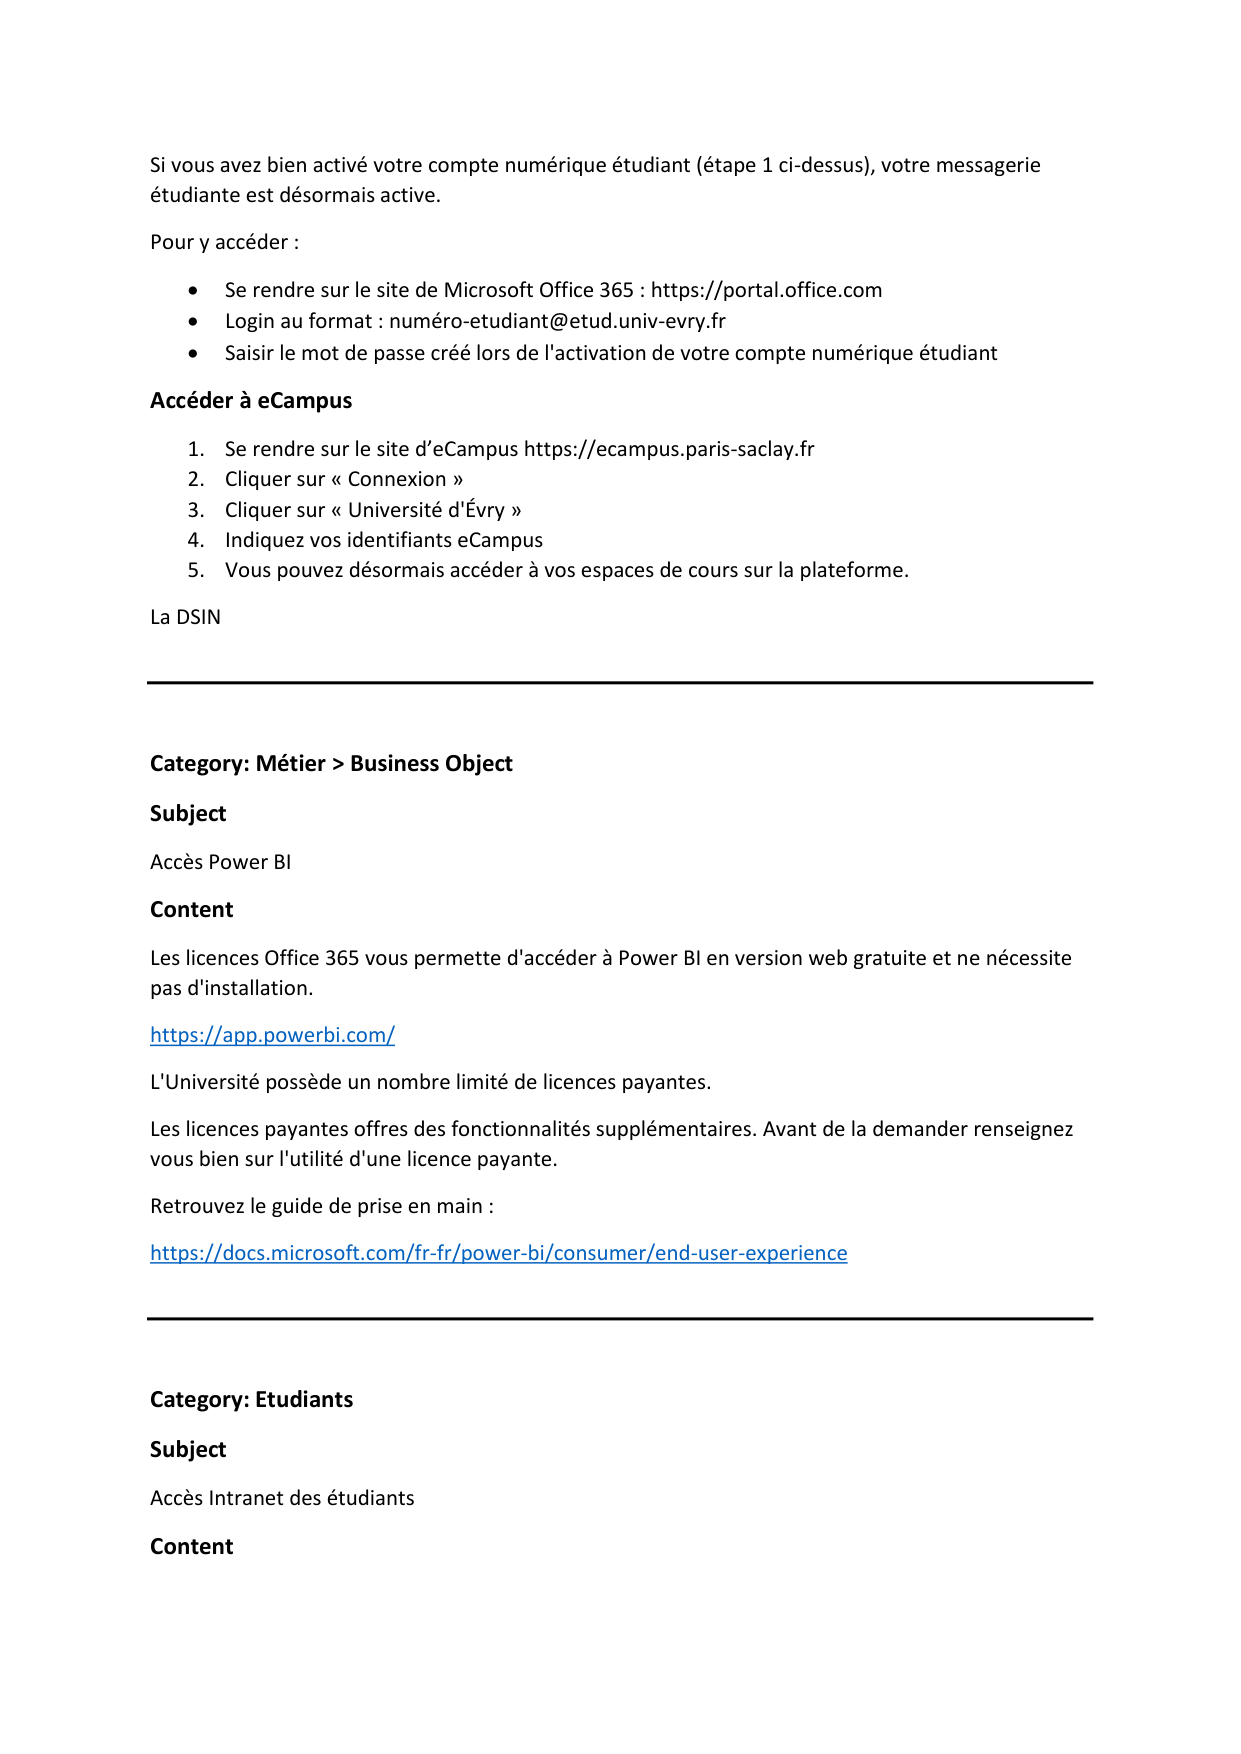 Si vous avez bien activé votre compte numérique étudiant (étape 1 ci-dessus), votre messagerie
étudiante est désormais active.
Pour y accéder :
• Se rendre sur le site de Microsoft Office 365 : https://portal.office.com
• Login au format : numéro-etudiant@etud.univ-evry.fr
• Saisir le mot de passe créé lors de l'activation de votre compte numérique étudiant
Accéder à eCampus
1. Se rendre sur le site d’eCampus https://ecampus.paris-saclay.fr
2. Cliquer sur « Connexion »
3. Cliquer sur « Université d'Évry »
4. Indiquez vos identifiants eCampus
5. Vous pouvez désormais accéder à vos espaces de cours sur la plateforme.
La DSIN
Category: Métier > Business Object
Subject
Accès Power BI
Content
Les licences Office 365 vous permette d'accéder à Power BI en version web gratuite et ne nécessite
pas d'installation.
https://app.powerbi.com/
L'Université possède un nombre limité de licences payantes.
Les licences payantes offres des fonctionnalités supplémentaires. Avant de la demander renseignez
vous bien sur l'utilité d'une licence payante.
Retrouvez le guide de prise en main :
https://docs.microsoft.com/fr-fr/power-bi/consumer/end-user-experience
Category: Etudiants
Subject
Accès Intranet des étudiants
Content